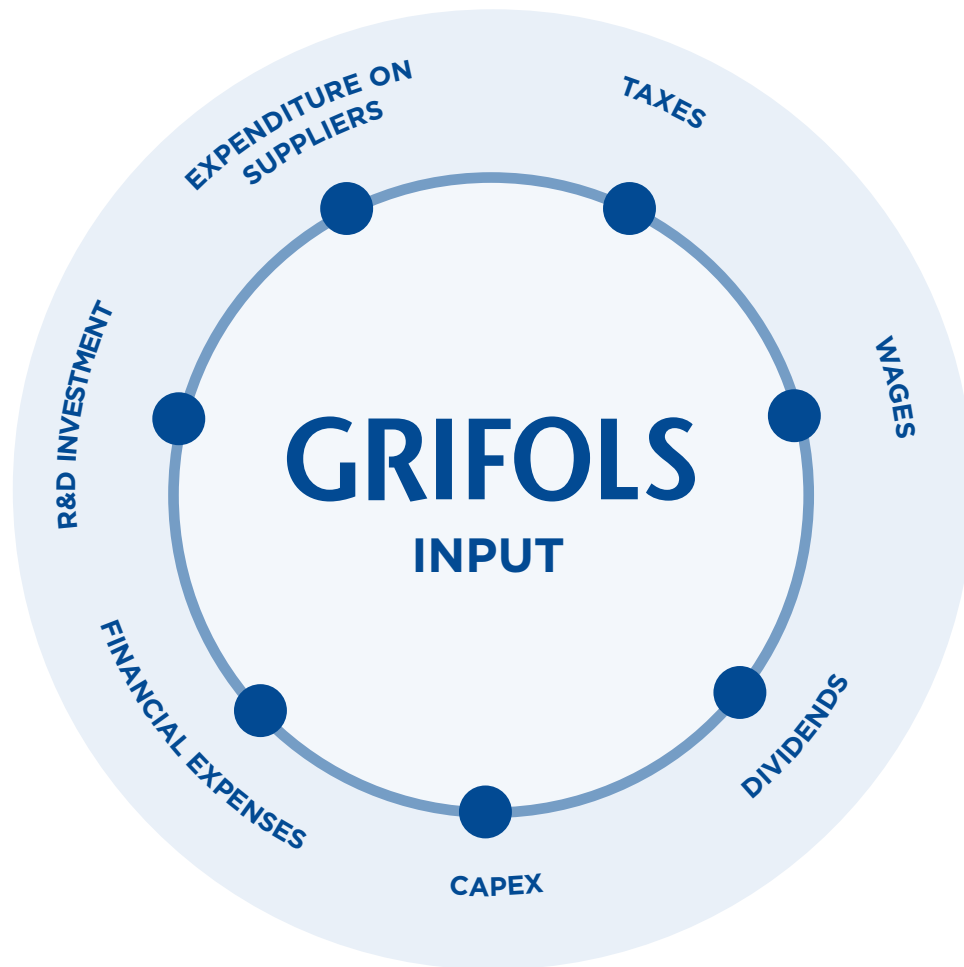 EXPENDITURE ON
SUPPLIERS
TAXES
WAGES
DIVIDENDS
CAPEX
FINANCIAL EXPENSES
R&D INVESTMENT
GRIFOLS
INPUT